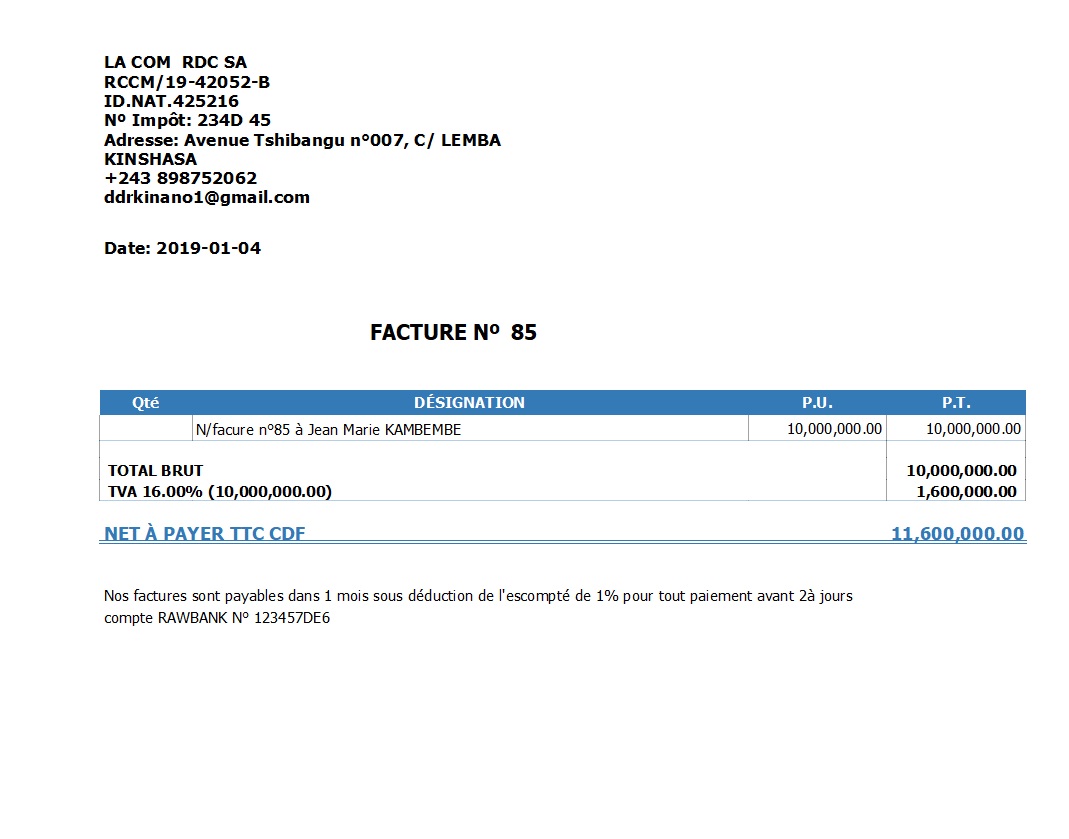 LA COM  RDC SA
RCCM/19-42052-B
ID.NAT.425216
Nº Impôt: 234D 45
Adresse: Avenue Tshibangu n°007, C/ LEMBA
KINSHASA
+243 898752062
ddrkinano1@gmail.com
Date: 2019-01-04
FACTURE Nº  85
Qté DÉSIGNATION P.U. P.T.
N/facure n°85 à Jean Marie KAMBEMBE 10,000,000.00 10,000,000.00
TOTAL BRUT 10,000,000.00
TVA 16.00% (10,000,000.00) 1,600,000.00
NET À PAYER TTC CDF 11,600,000.00
Nos factures sont payables dans 1 mois sous déduction de l'escompté de 1% pour tout paiement avant 2à jours
compte RAWBANK Nº 123457DE6